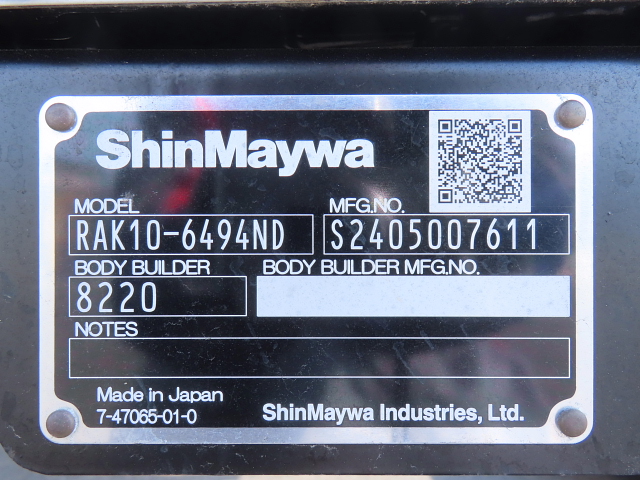 ShinMaywa
MODEL MFG.NO.
RAK10-6494ND S2405007611
BODY BUILDER BODY BUILDER MFG.NO.
8220
NOTES
Made in Japan
7-47065-01-0 ShinMaywa Industries, Ltd.